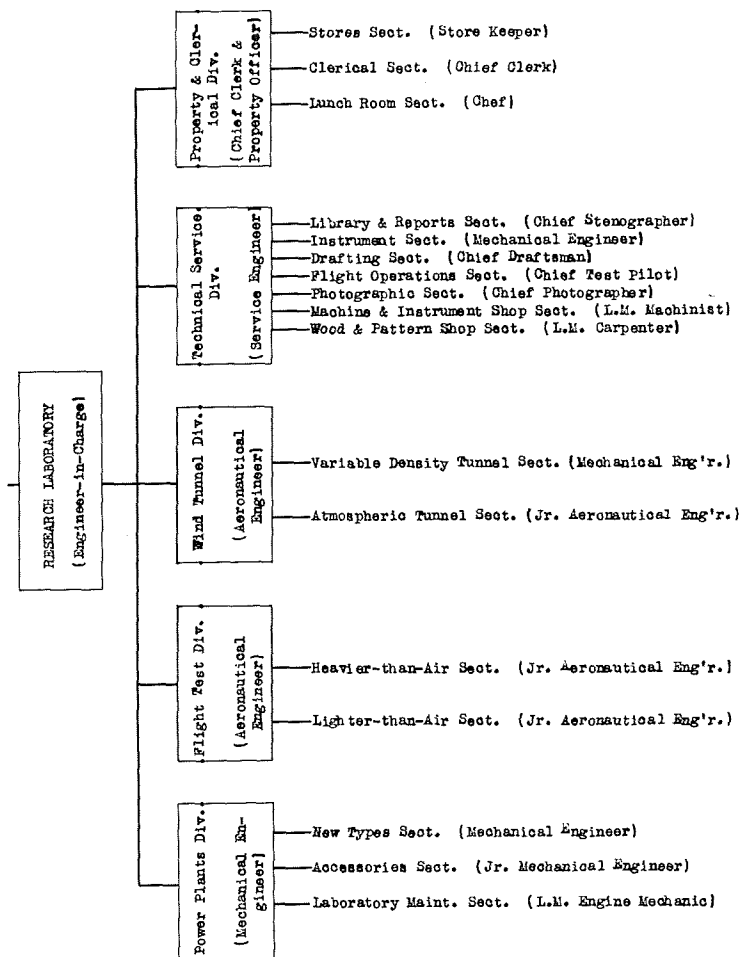 RESEARCH LABORATORY
(Engineer-in-Charge)
Property & Cler-
ical Div.
(Chief Clerk &
Property Officer)
Stores Sect. (Store Keeper)
Clerical Sect. (Chief Clerk)
Lunch Room Sect. (Chef)
Technical Service
Div.
(Service Engineer)
Library & Reports Sect. (Chief Stenographer)
Instrument Sect. (Mechanical Engineer)
Drafting Sect. (Chief Draftsman)
Flight Operations Sect. (Chief Test Pilot)
Photographic Sect. (Chief Photographer)
Machine & Instrument Shop Sect. (L.M. Machinist)
Wood & Pattern Shop Sect. (L.M. Carpenter)
Wind Tunnel Div.
(Aeronautical
Engineer)
Variable Density Tunnel Sect. (Mechanical Eng'r.)
Atmospheric Tunnel Sect. (Jr. Aeronautical Eng'r.)
Flight Test Div.
(Aeronautical
Engineer)
Heavier-than-Air Sect. (Jr. Aeronautical Eng'r.)
Lighter-than-Air Sect. (Jr. Aeronautical Eng'r.)
Power Plants Div.
(Mechanical En-
gineer)
New Types Sect. (Mechanical Engineer)
Accessories Sect. (Jr. Mechanical Engineer)
Laboratory Maint. Sect. (L.M. Engine Mechanic)